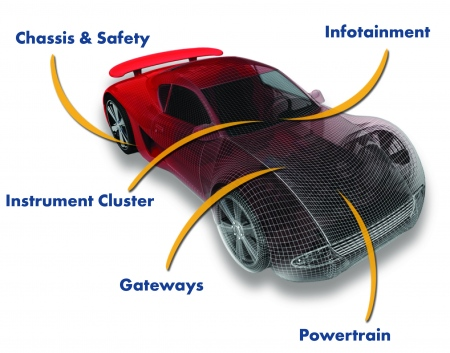 Infotainment
Chassis & Safety
Instrument Cluster
Gateways
Powertrain